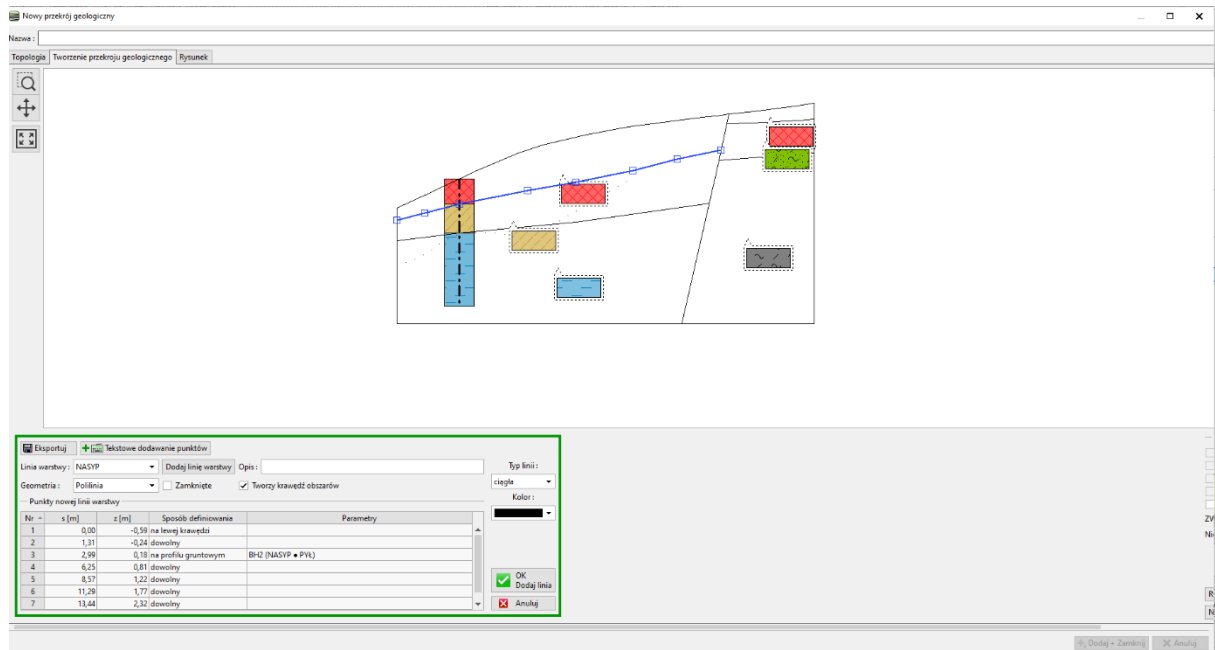 Nowy przekrój geologiczny
Nazwa :
Topologia Tworzenie przekroju geologicznego Rysunek
Eksportuj Tekstowe dodawanie punktów
Linia warstwy : NASYP Dodaj linię warstwy Opis : Typ linii :
Geometria : Polilinia Zamknięte Tworzy krawędź obszarów ciągła
Punkty nowej linii warstwy Kolor :
Nr s [m] z [m] Sposób definiowania Parametry
1 0,00 -0,59 na lewej krawędzi
2 1,31 -0,24 dowolny
3 2,99 0,18 na profilu gruntowym BH2 (NASYP ● PYŁ)
4 6,25 0,81 dowolny
5 8,57 1,22 dowolny
6 11,29 1,77 dowolny
7 13,44 2,32 dowolny
OK
Dodaj linia
Anuluj
Dodaj + Zamknij Anuluj